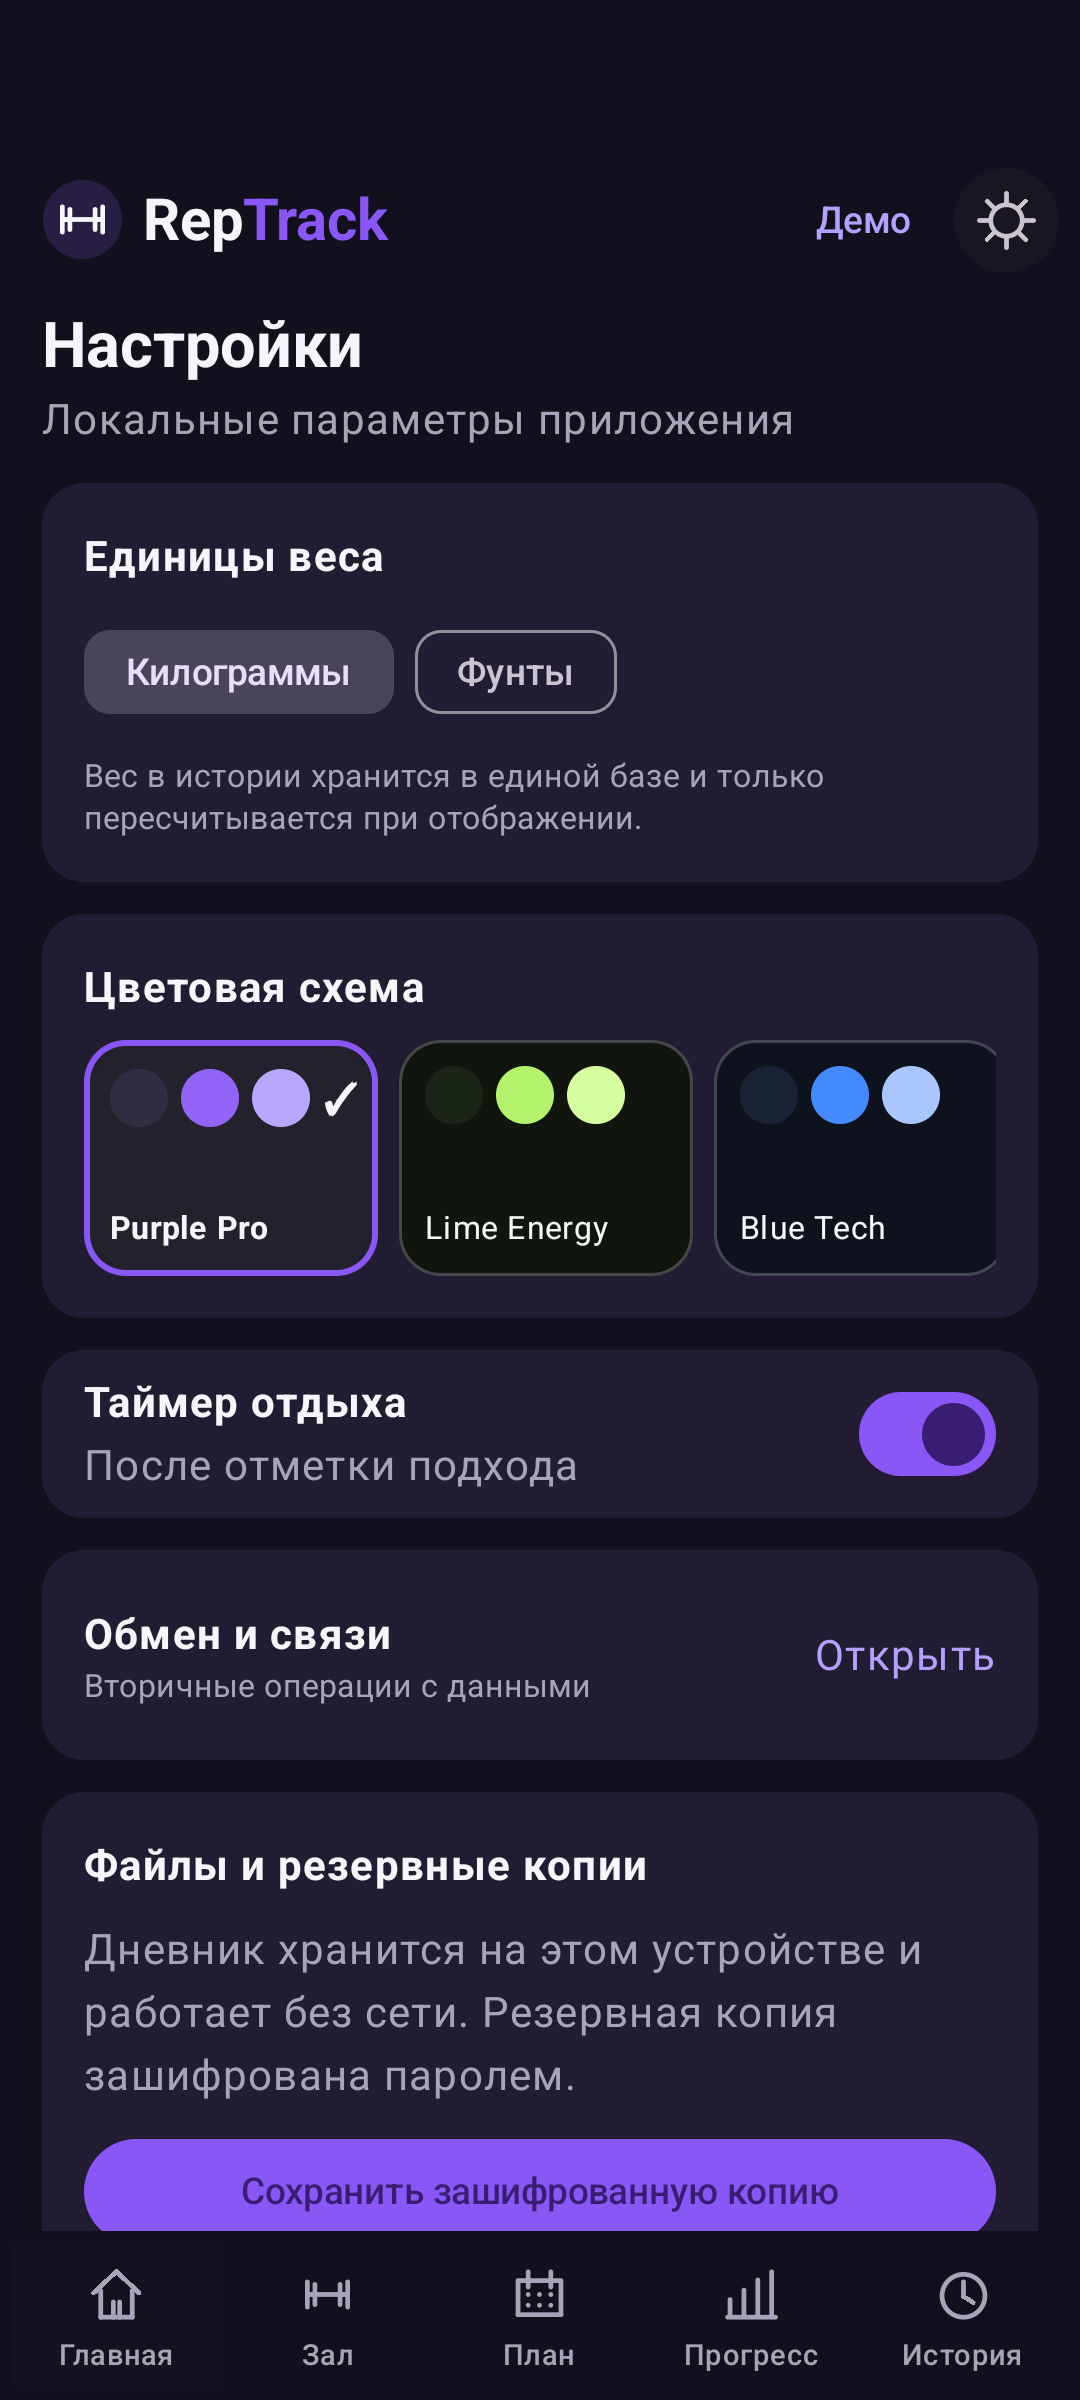 RepTrack
Демо
Настройки
Локальные параметры приложения
Единицы веса
Килограммы
Фунты
Вес в истории хранится в единой базе и только
пересчитывается при отображении.
Цветовая схема
Purple Pro
Lime Energy
Blue Tech
Таймер отдыха
После отметки подхода
Обмен и связи
Вторичные операции с данными
Открыть
Файлы и резервные копии
Дневник хранится на этом устройстве и
работает без сети. Резервная копия
зашифрована паролем.
Сохранить зашифрованную копию
Главная
Зал
План
Прогресс
История